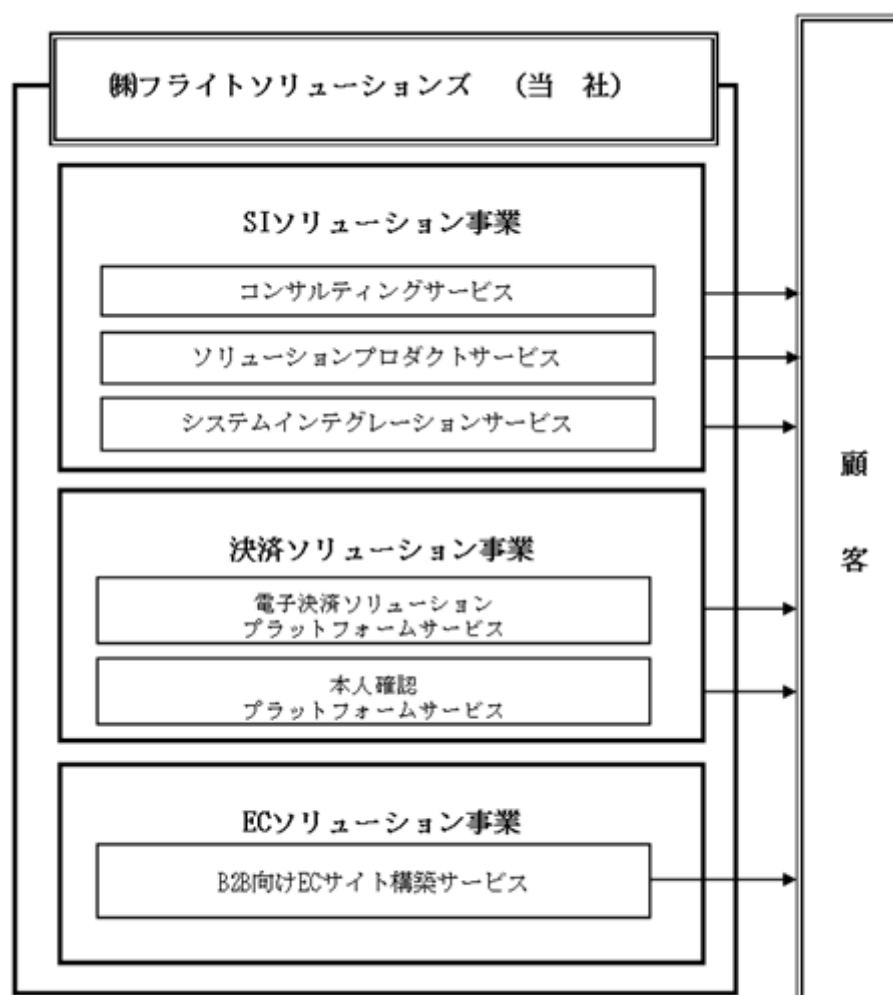 ㈱フライトソリューションズ　（当　社）
SIソリューション事業
コンサルティングサービス
ソリューションプロダクトサービス
システムインテグレーションサービス
決済ソリューション事業
電子決済ソリューション
プラットフォームサービス
本人確認
プラットフォームサービス
ECソリューション事業
B2B向けECサイト構築サービス
顧
客